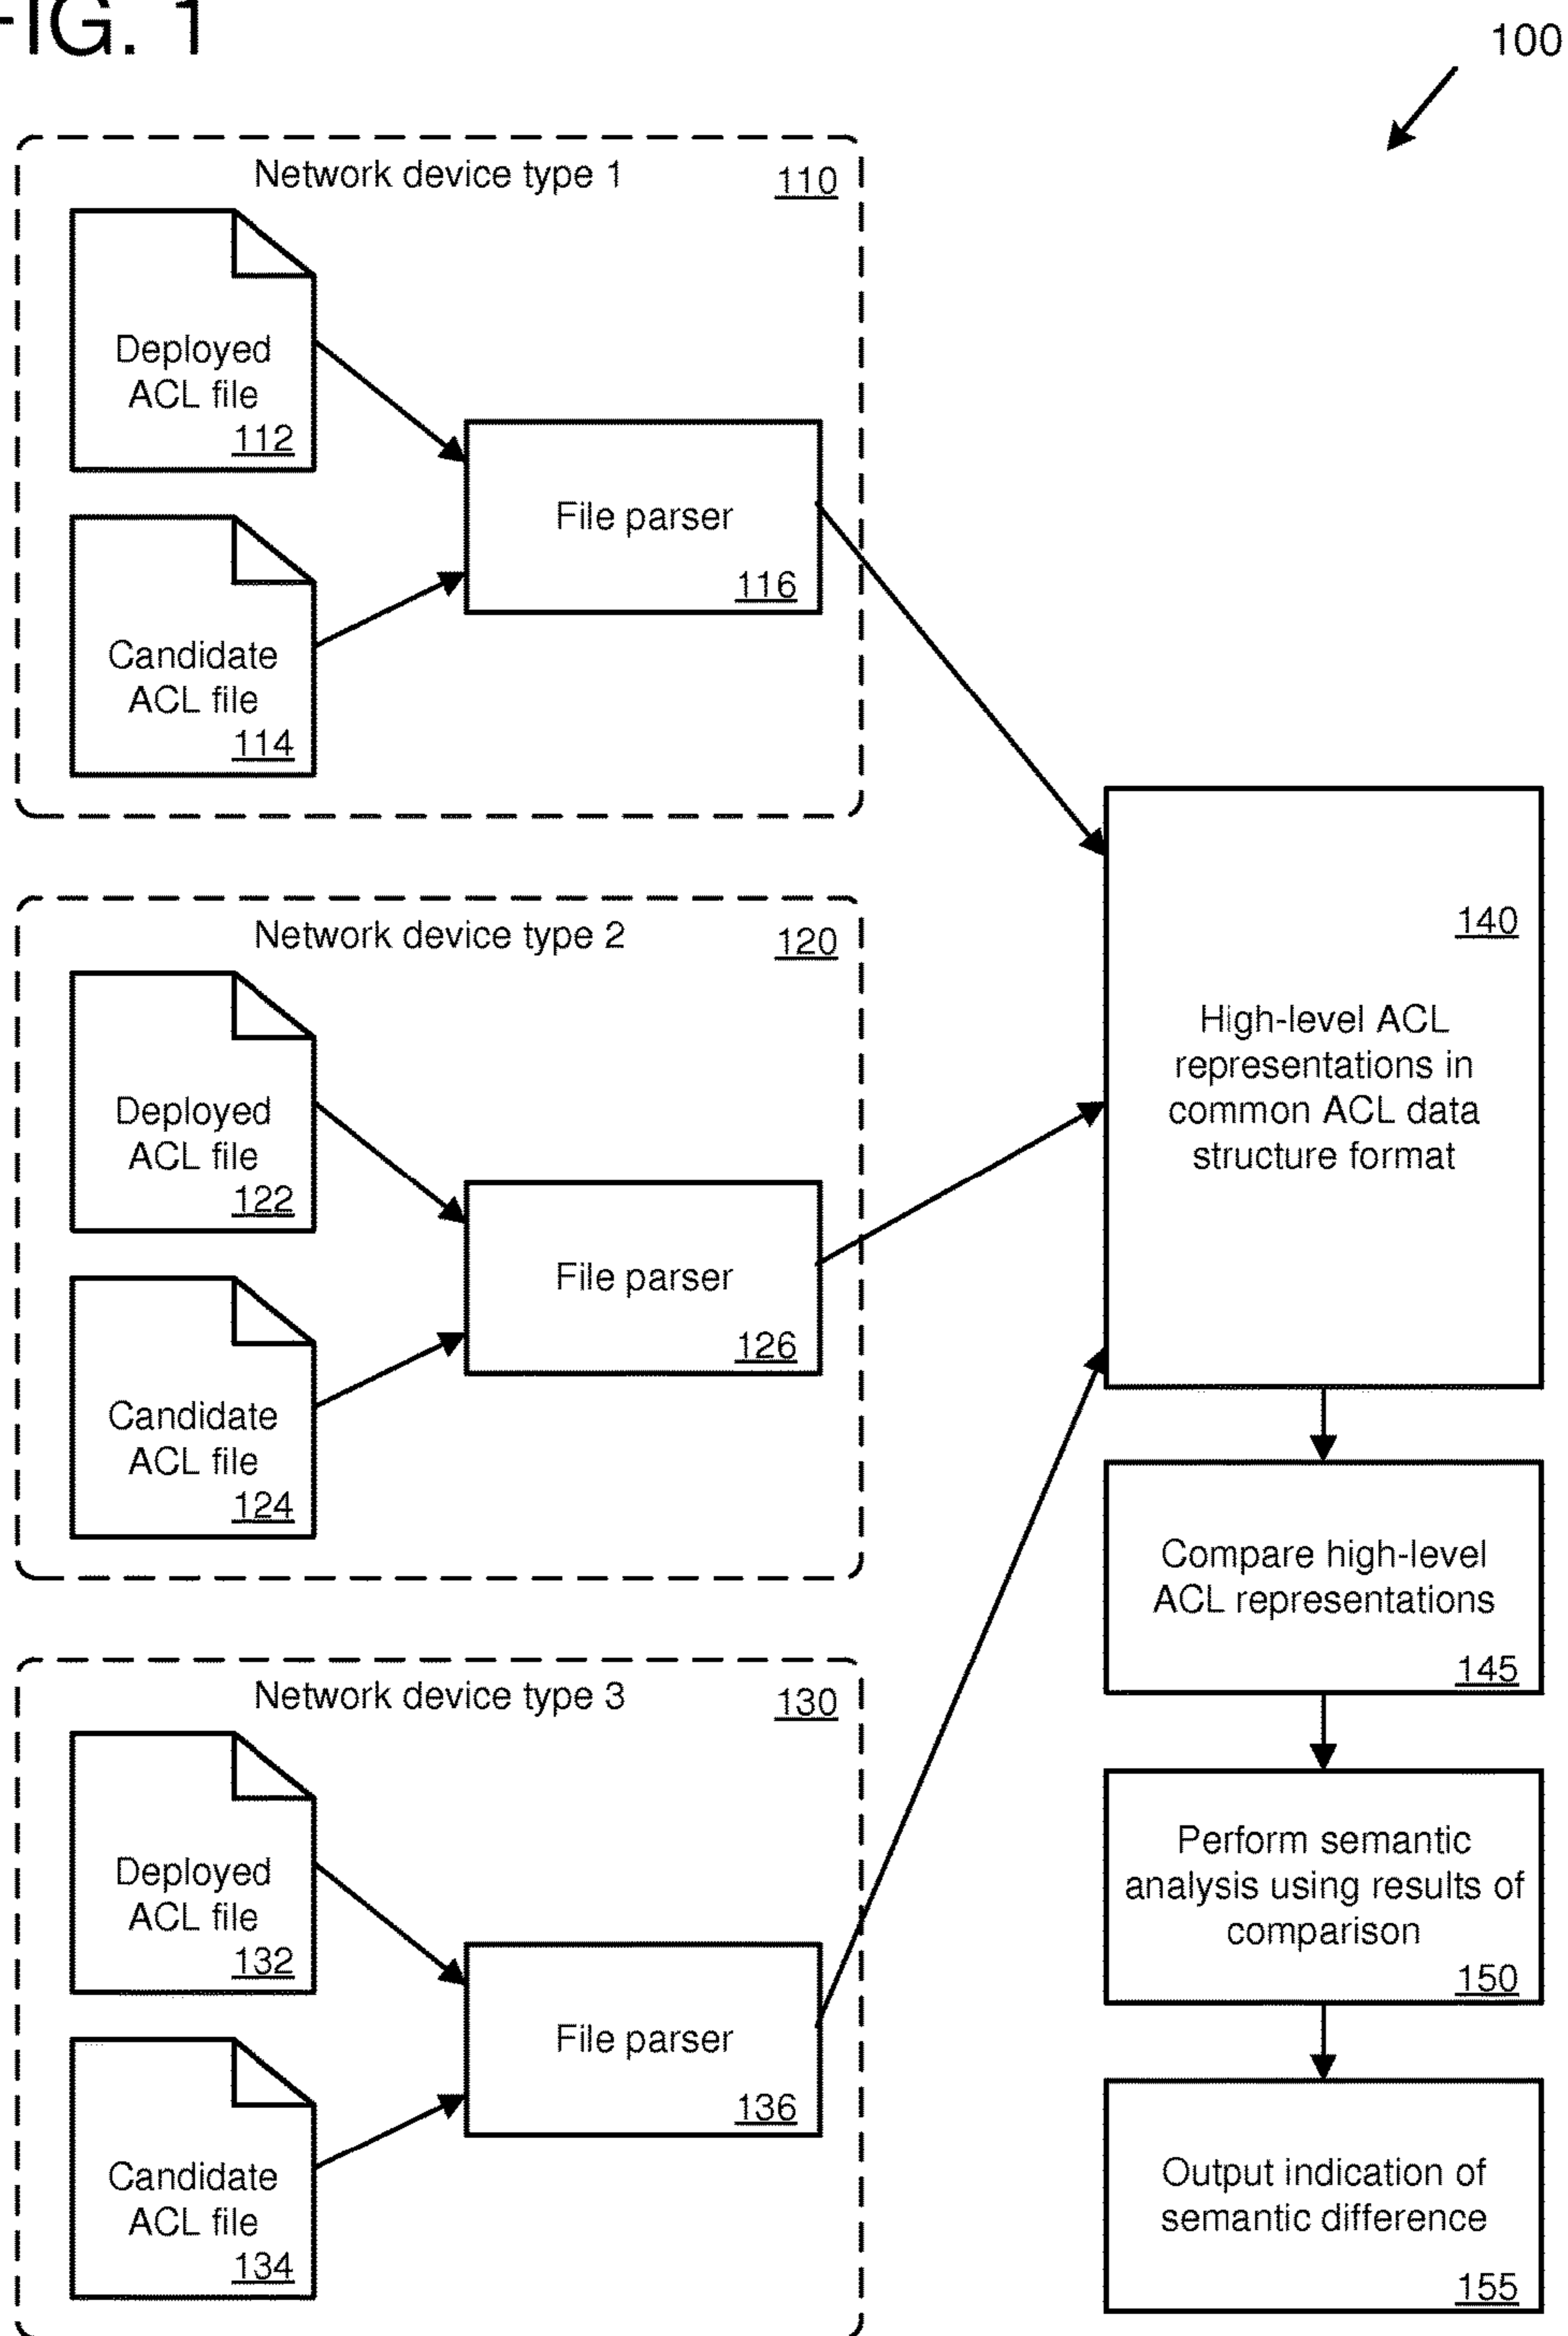 FIG. 1
100
Network device type 1
110
Deployed
ACL file
112
File parser
116
Candidate
ACL file
114
Network device type 2
120
Deployed
ACL file
122
File parser
126
Candidate
ACL file
124
Network device type 3
130
Deployed
ACL file
132
File parser
136
Candidate
ACL file
134
140
High-level ACL
representations in
common ACL data
structure format
Compare high-level
ACL representations
145
Perform semantic
analysis using results of
comparison
150
Output indication of
semantic difference
155